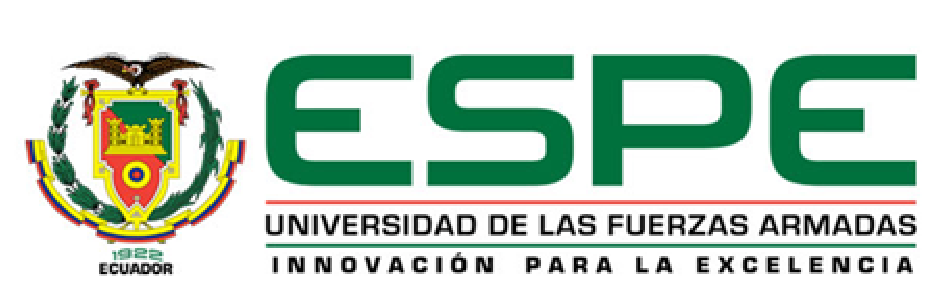 ESPE
UNIVERSIDAD DE LAS FUERZAS ARMADAS
INNOVACIÓN PARA LA EXCELENCIA
1922
ECUADOR